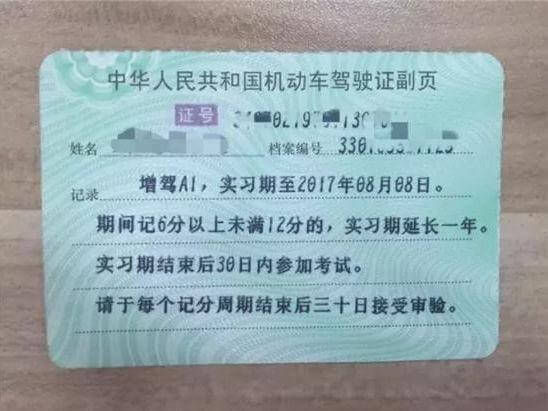 中华人民共和国机动车驾驶证副页
证号
姓名 档案编号
记录 增驾A1，实习期至2017年08月08日。
期间记6分以上未满12分的，实习期延长一年。
实习期结束后30日内参加考试。
请于每个记分周期结束后三十日接受审验。